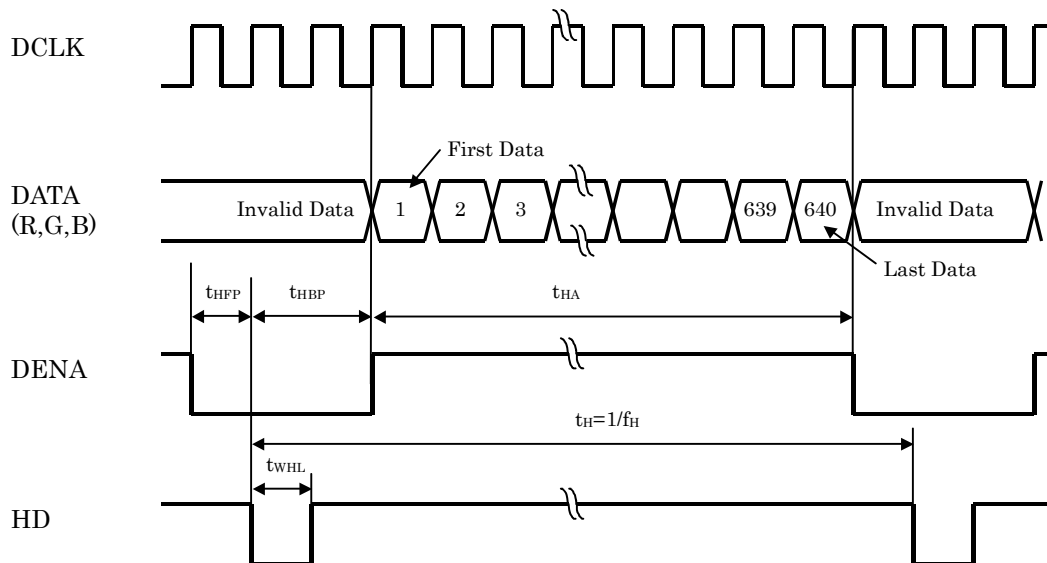 DCLK
First Data
DATA
(R,G,B)
Invalid Data 1 2 3 639 640 Invalid Data
Last Data
tHFP tHBP tHA
DENA
tH=1/fH
tWHL
HD